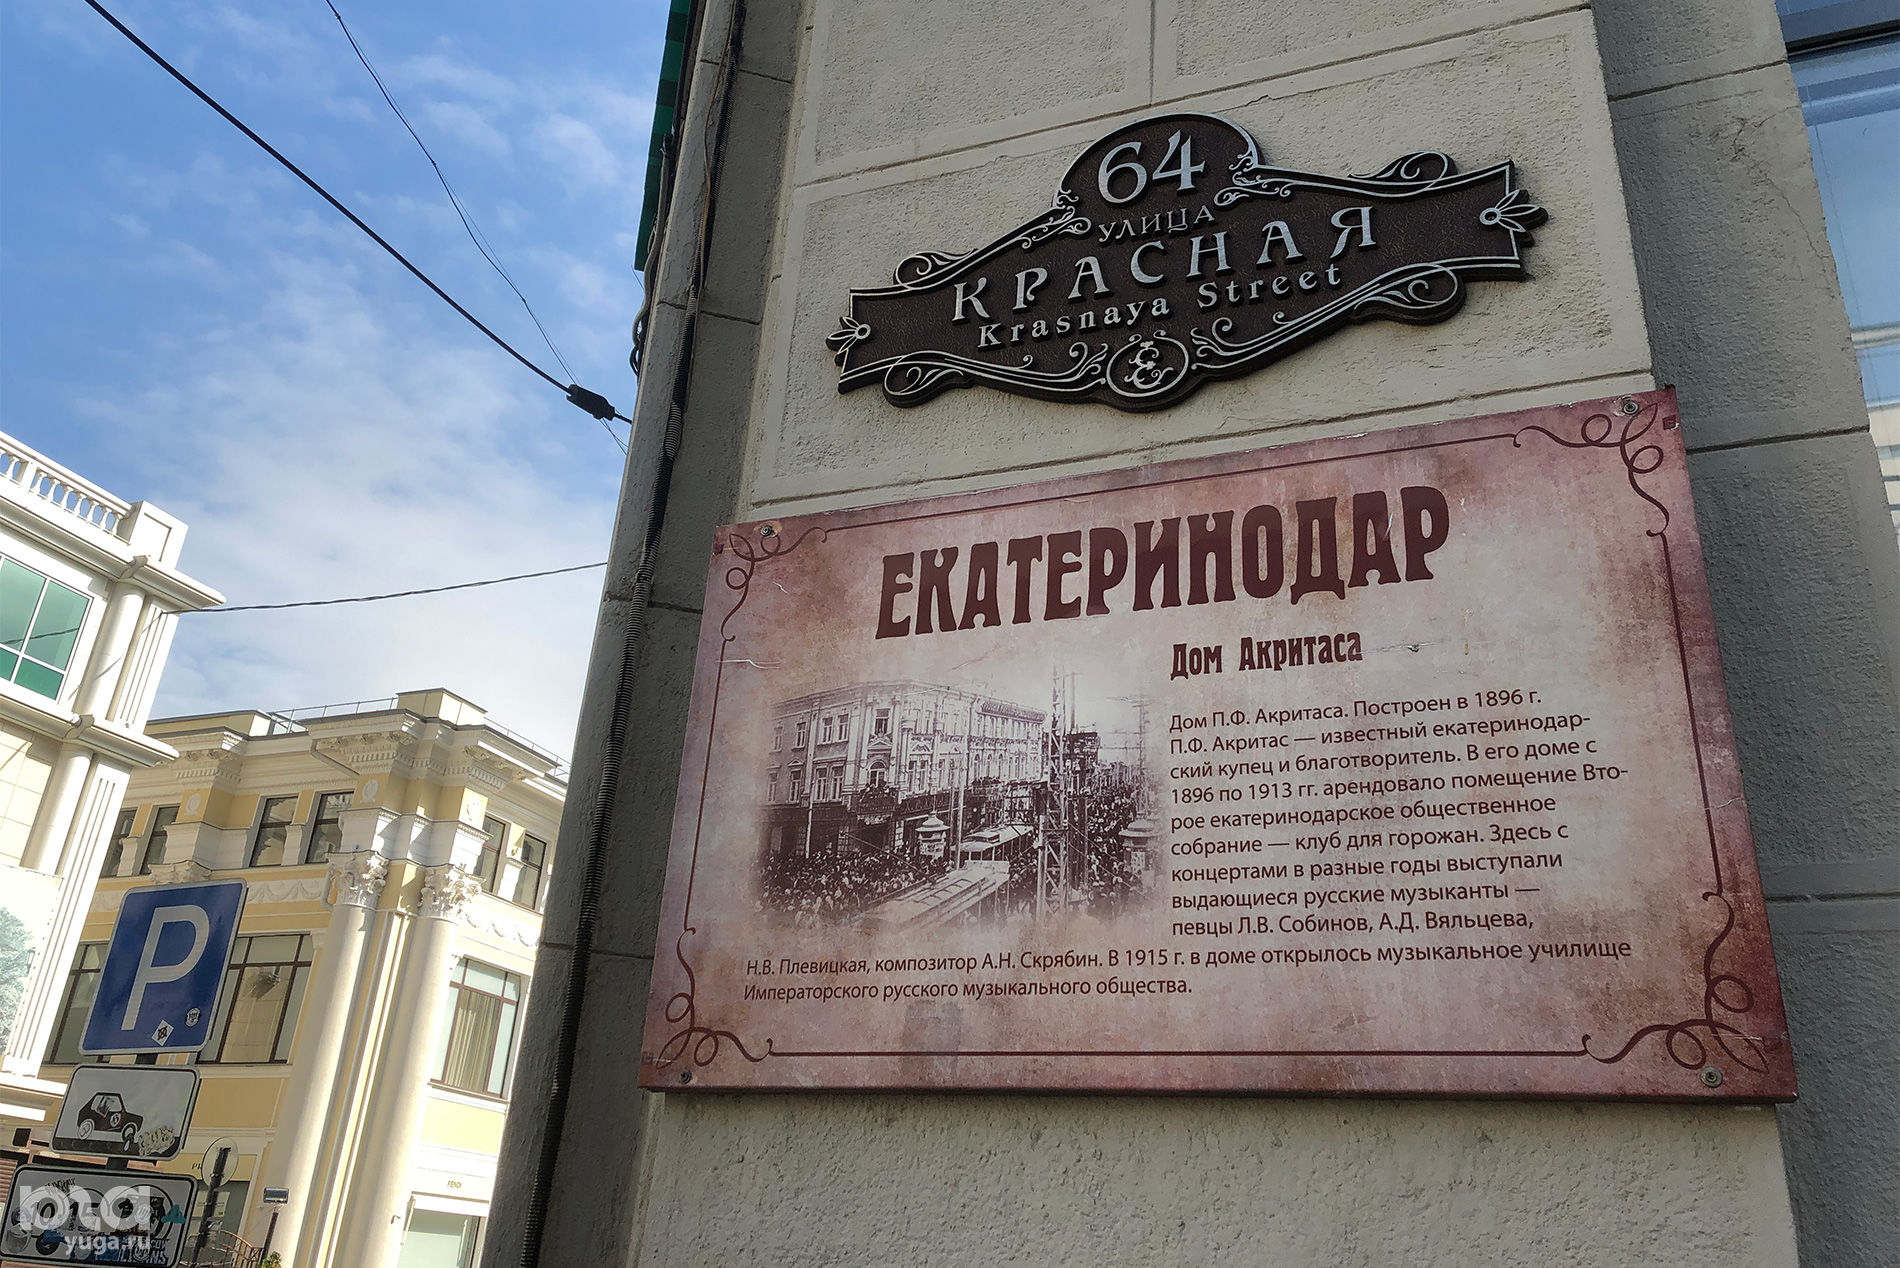 64
УЛИЦА
КРАСНАЯ
Krasnaya Street
ЕКАТЕРИНОДАР
Дом Акритаса
Дом П.Ф. Акритаса. Построен в 1896 г.
П.Ф. Акритас — известный екатеринодар-
ский купец и благотворитель. В его доме с
1896 по 1913 гг. арендовало помещение Вто-
рое екатеринодарское общественное
собрание — клуб для горожан. Здесь с
концертами в разные годы выступали
выдающиеся русские музыканты —
певцы Л.В. Собинов, А.Д. Вяльцева,
Н.В. Плевицкая, композитор А.Н. Скрябин. В 1915 г. в доме открылось музыкальное училище
Императорского русского музыкального общества.
P
FENDI
yuga.ru